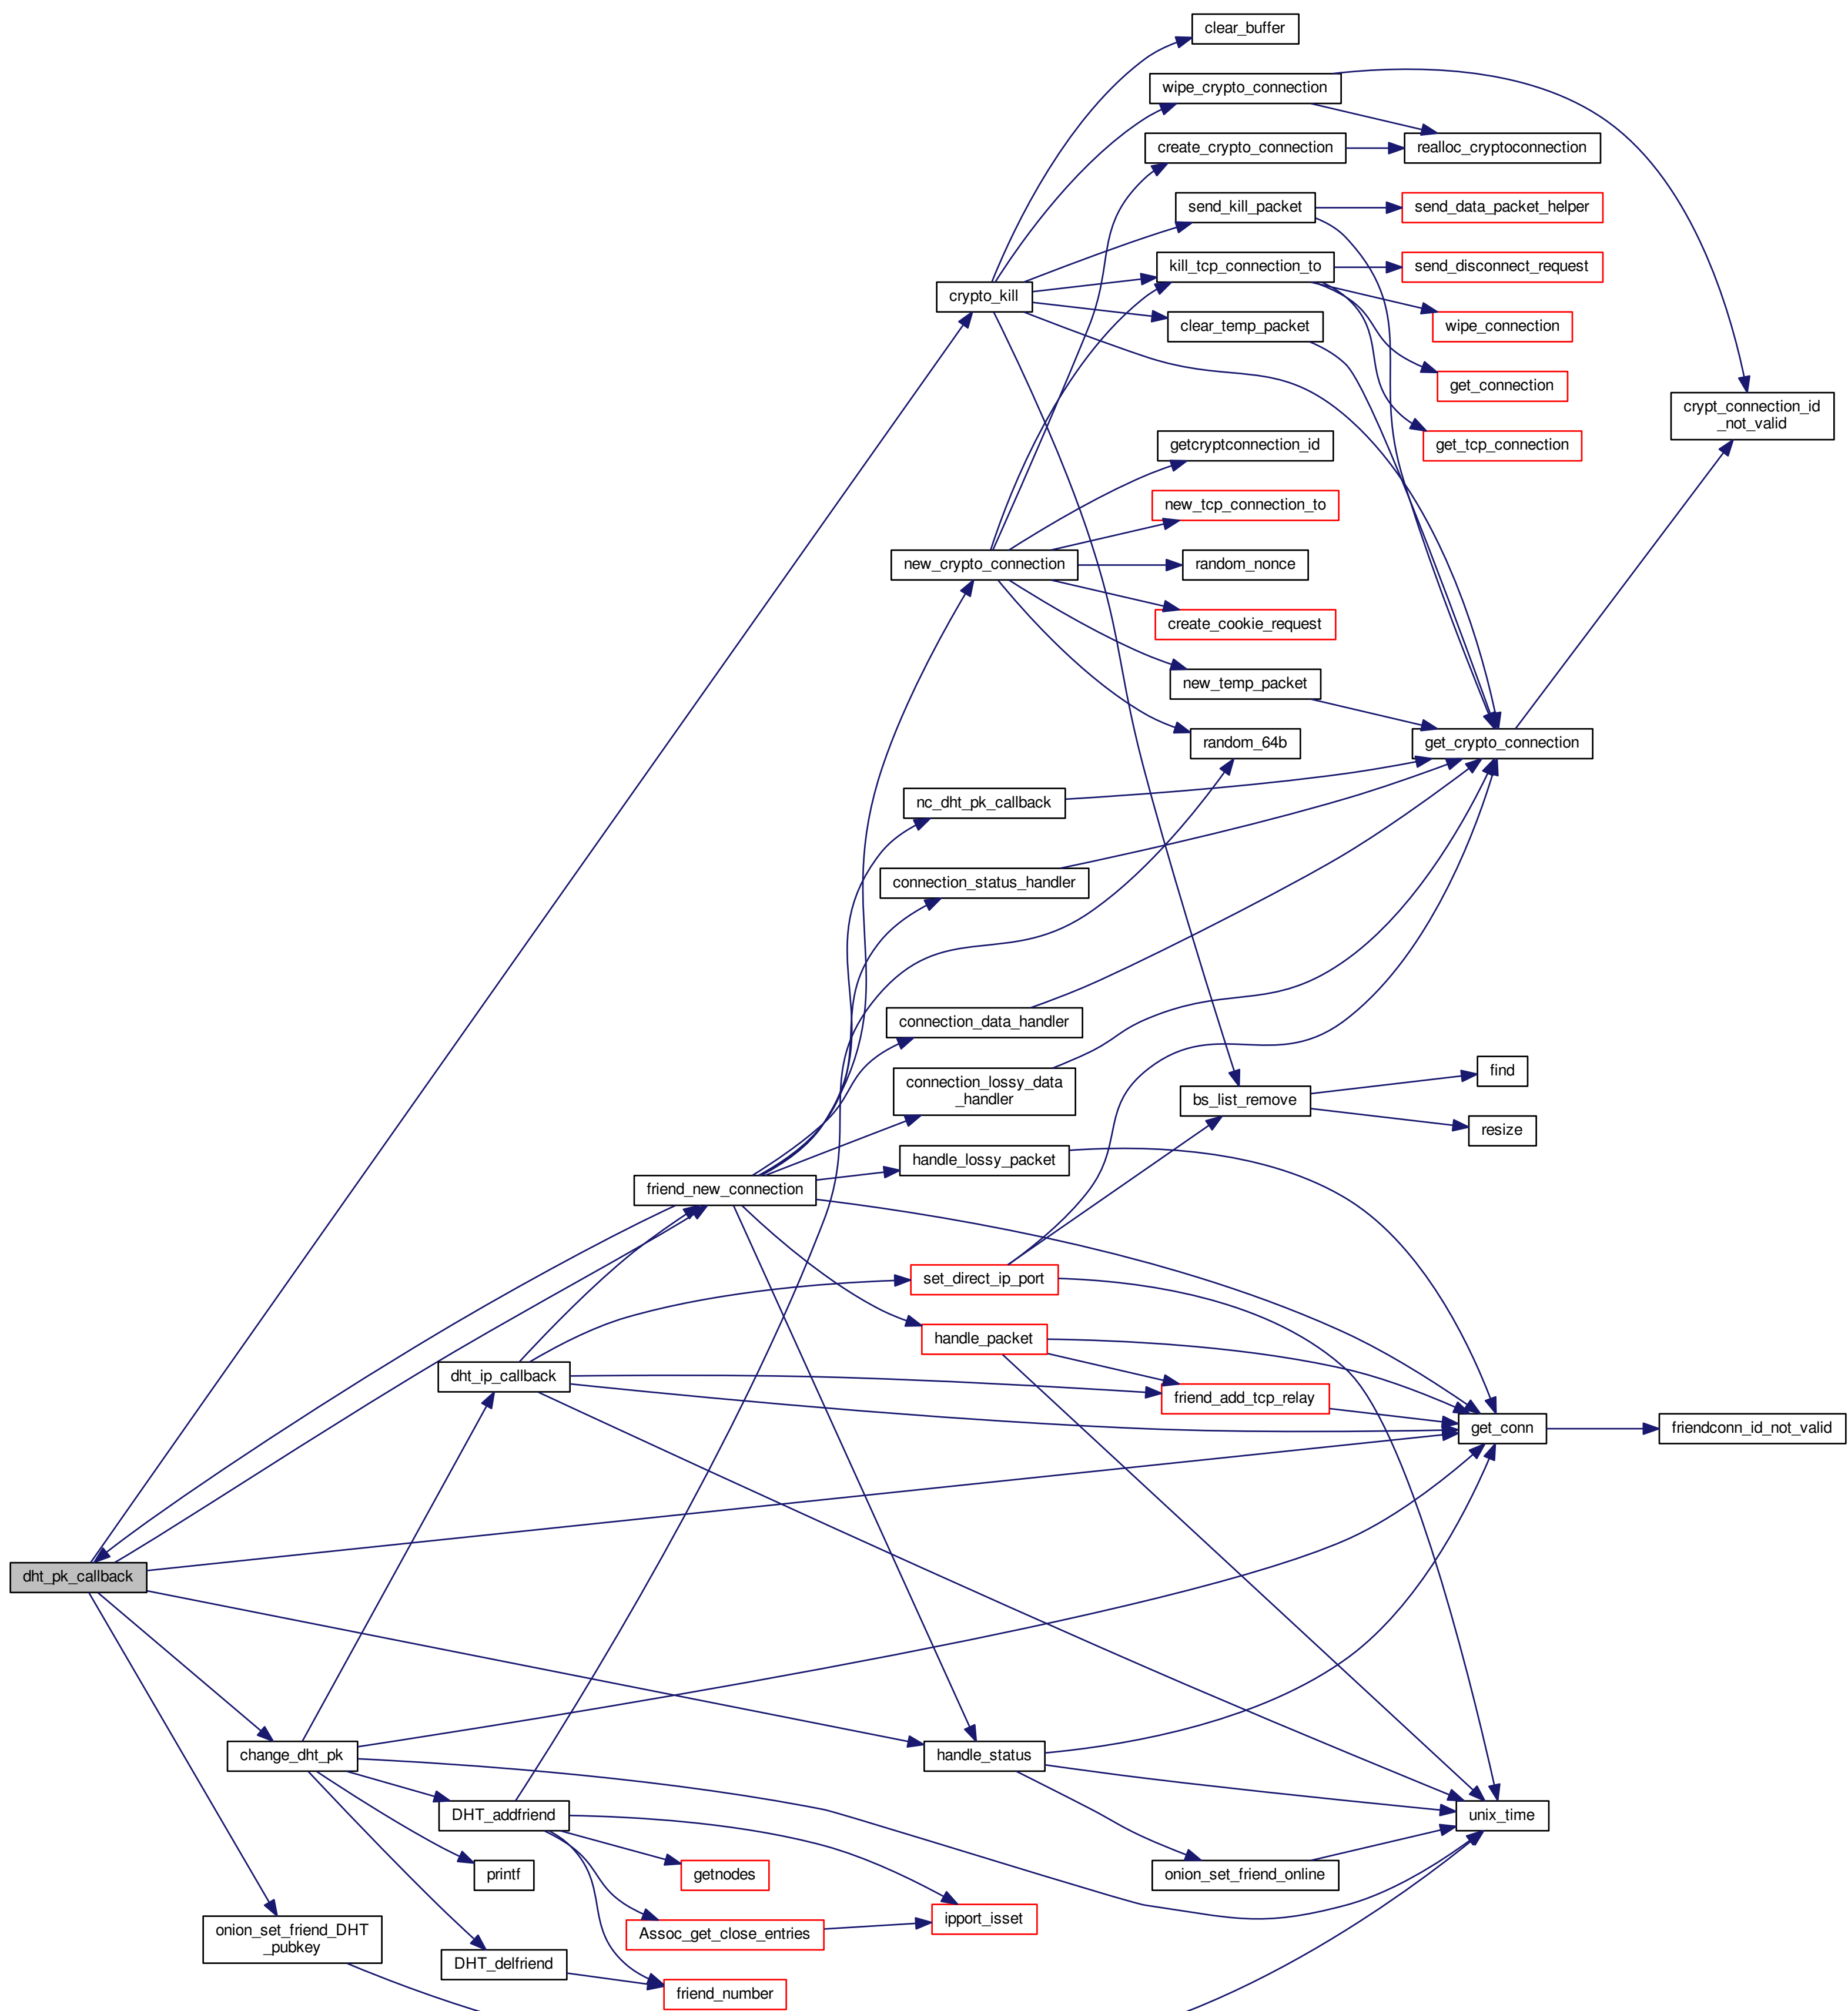 clear_buffer
wipe_crypto_connection
create_crypto_connection
realloc_cryptoconnection
send_kill_packet
send_data_packet_helper
kill_tcp_connection_to
send_disconnect_request
crypto_kill
clear_temp_packet
wipe_connection
get_connection
crypt_connection_id
_not_valid
getcryptconnection_id
get_tcp_connection
new_tcp_connection_to
new_crypto_connection
random_nonce
create_cookie_request
new_temp_packet
random_64b
get_crypto_connection
nc_dht_pk_callback
connection_status_handler
connection_data_handler
find
connection_lossy_data
_handler
bs_list_remove
resize
handle_lossy_packet
friend_new_connection
set_direct_ip_port
handle_packet
dht_ip_callback
friend_add_tcp_relay
get_conn
friendconn_id_not_valid
dht_pk_callback
change_dht_pk
handle_status
DHT_addfriend
unix_time
printf
getnodes
onion_set_friend_online
onion_set_friend_DHT
_pubkey
Assoc_get_close_entries
ipport_isset
DHT_delfriend
friend_number